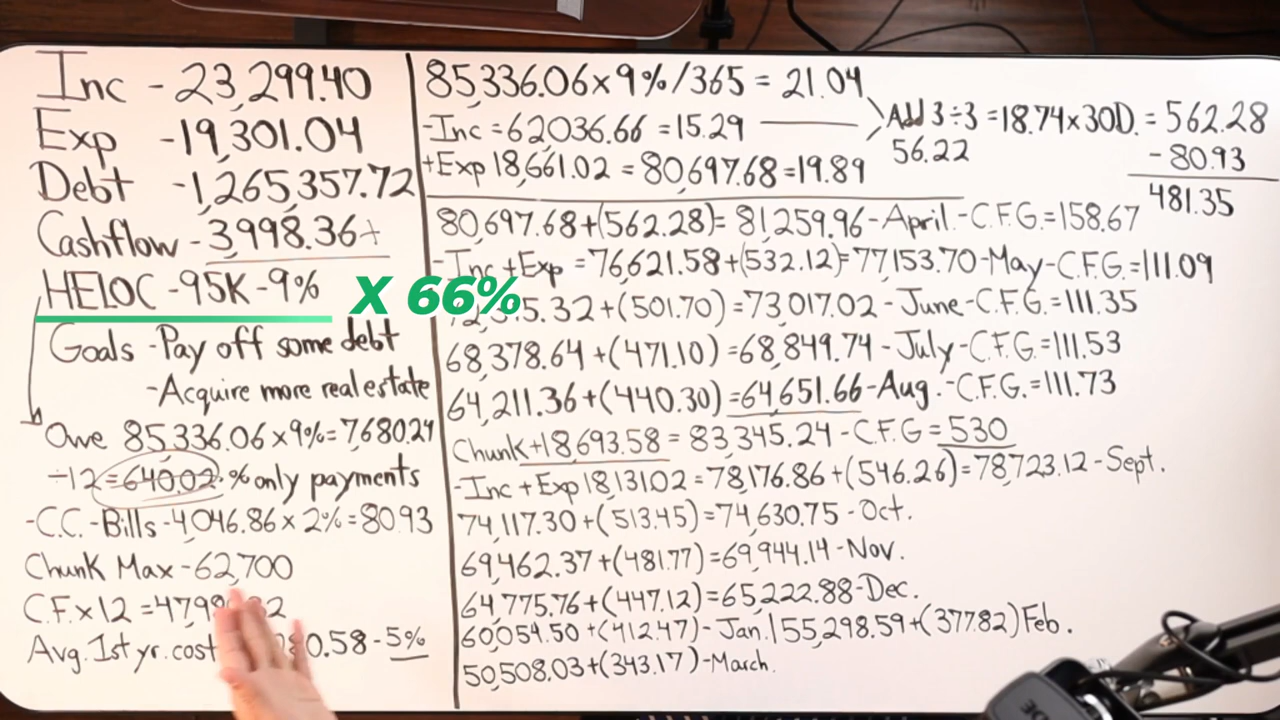 Inc - 23,299.40
Exp - 19,301.04
Debt - 1,265,357.72
Cashflow - 3,998.36+
HELOC - 95K - 9%
X 66%
Goals - Pay off some debt
- Acquire more real estate
Owe 85,336.06 x 9% = 7,680.24
÷12 = 640.02 - % only payments
- C.C. - Bills - 4,046.86 x 2% = 80.93
Chunk Max - 62,700
C.F. x 12 =
Avg. 1st yr. cost 0.58 - 5%
85,336.06 x 9% / 365 = 21.04
- Inc = 62036.66 = 15.29
+ Exp 18,661.02 = 80,697.68 = 19.89
Add 3 ÷ 3 = 18.74 x 30D. = 562.28
56.22
- 80.93
481.35
80,697.68 + (562.28) = 81,259.96 - April - C.F.G. = 158.67
- Inc + Exp = 76,621.58 + (532.12) = 77,153.70 - May - C.F.G. = 111.09
5.32 + (501.70) = 73,017.02 - June - C.F.G. = 111.35
68,378.64 + (471.10) = 68,849.74 - July - C.F.G. = 111.53
64,211.36 + (440.30) = 64,651.66 - Aug. - C.F.G. = 111.73
Chunk + 18,693.58 = 83,345.24 - C.F.G = 530
- Inc + Exp 18,131.02 = 78,176.86 + (546.26) = 78,723.12 - Sept.
74,117.30 + (513.45) = 74,630.75 - Oct.
69,462.37 + (481.77) = 69,944.14 - Nov.
64,775.76 + (447.12) = 65,222.88 - Dec.
60,054.50 + (412.47) - Jan. | 55,298.59 + (377.82) Feb.
50,508.03 + (343.17) - March.